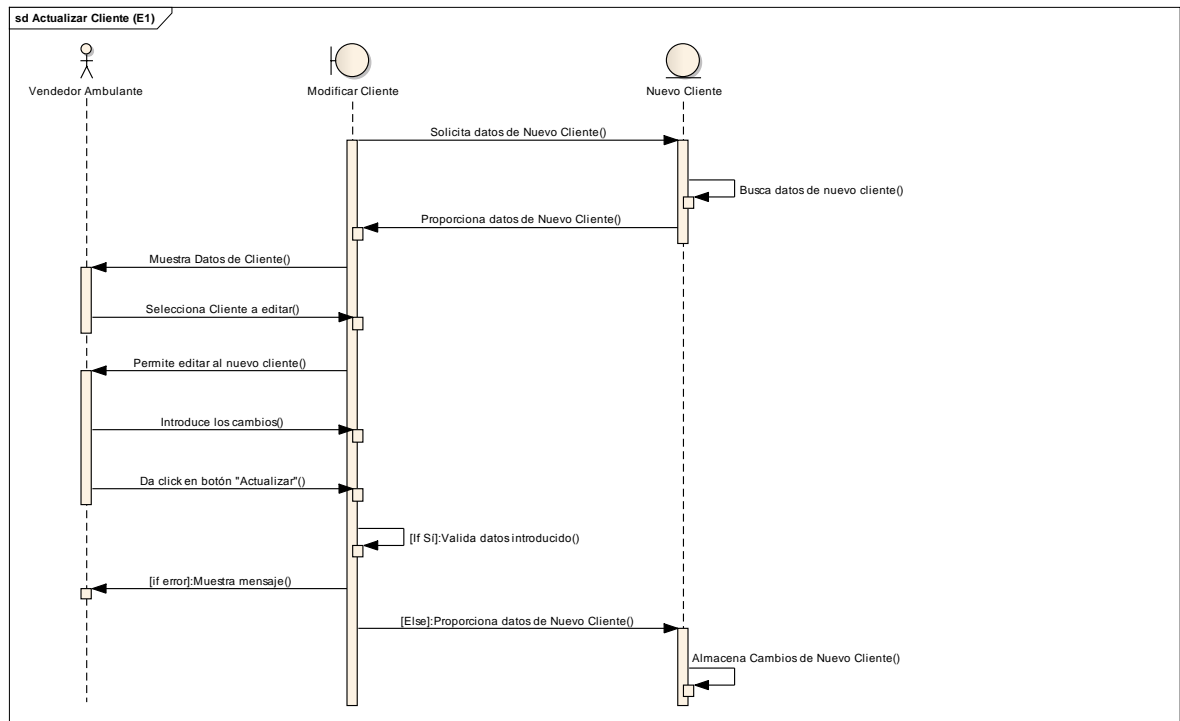 sd Actualizar Cliente (E1)
Vendedor Ambulante
Modificar Cliente
Nuevo Cliente
Solicita datos de Nuevo Cliente()
Busca datos de nuevo cliente()
Proporciona datos de Nuevo Cliente()
Muestra Datos de Cliente()
Selecciona Cliente a editar()
Permite editar al nuevo cliente()
Introduce los cambios()
Da click en botón "Actualizar"()
[If Sí]:Valida datos introducido()
[if error]:Muestra mensaje()
[Else]:Proporciona datos de Nuevo Cliente()
Almacena Cambios de Nuevo Cliente()